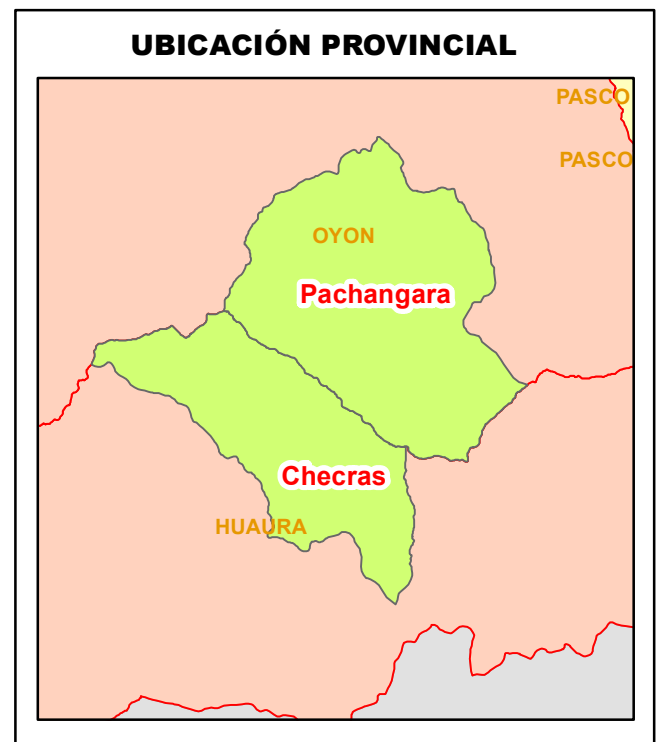 UBICACIÓN PROVINCIAL
PASCO
PASCO
OYON
Pachangara
Checras
HUAURA